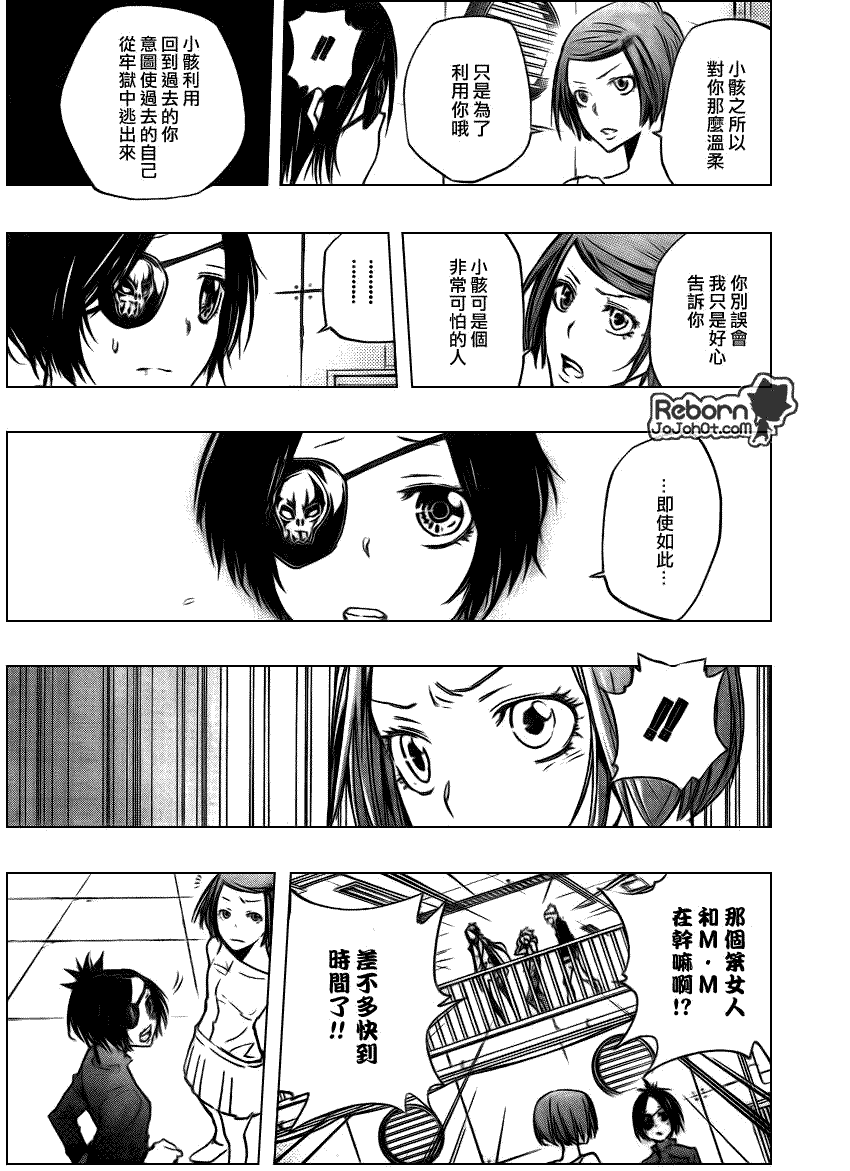 小骸之所以
對你那麼溫柔
只是為了
利用你哦
!!
小骸利用
回到過去的你
意圖使過去的自己
從牢獄中逃出來
你別誤會
我只是好心
告訴你
小骸可是個
非常可怕的人
………
Reborn
JoJoHOt.com
…即使如此…
!!
那個笨女人
和M·M
在幹嘛啊!?
差不多快到
時間了!!